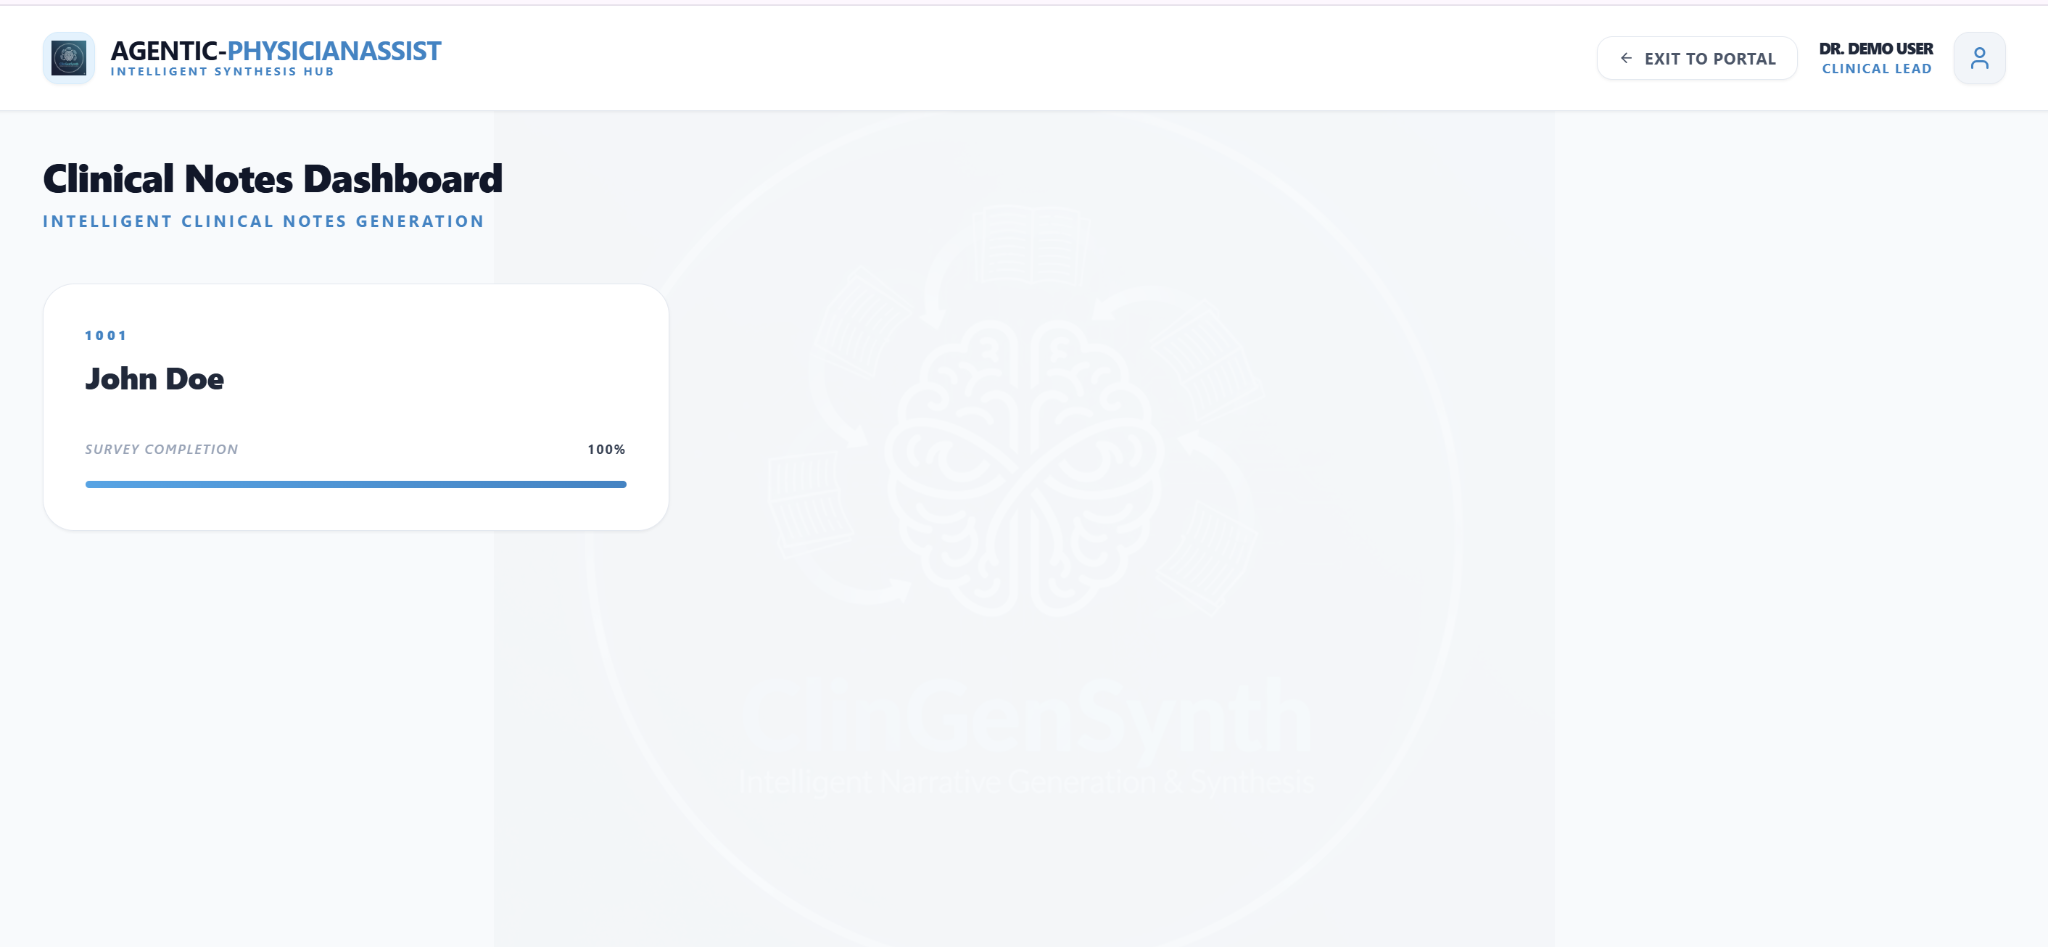 AGENTIC-PHYSICIANASSIST
INTELLIGENT SYNTHESIS HUB
← EXIT TO PORTAL
DR. DEMO USER
CLINICAL LEAD
Clinical Notes Dashboard
INTELLIGENT CLINICAL NOTES GENERATION
1001
John Doe
SURVEY COMPLETION 100%
GenSynth
Intelligent Narrative Generation & Synthesis